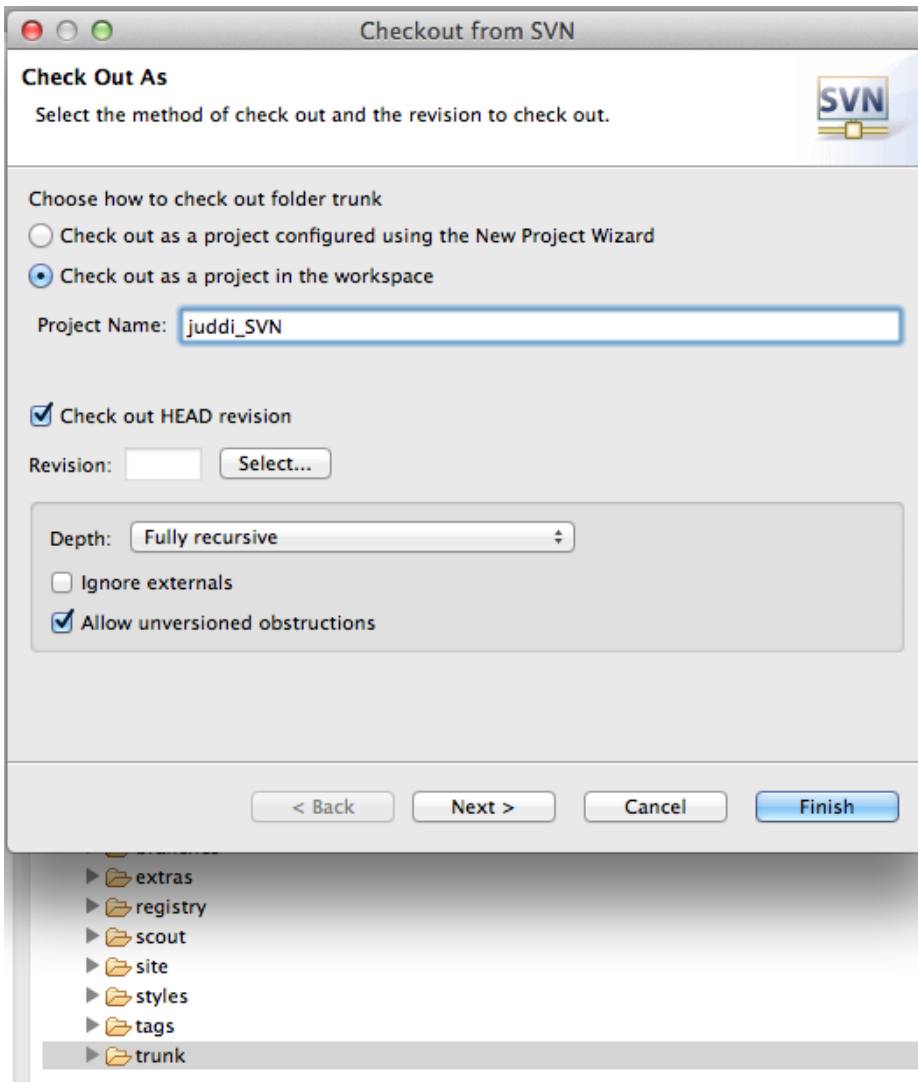 Checkout from SVN
Check Out As
Select the method of check out and the revision to check out.
SVN
Choose how to check out folder trunk
Check out as a project configured using the New Project Wizard
Check out as a project in the workspace
Project Name: juddi_SVN
Check out HEAD revision
Revision: Select...
Depth: Fully recursive
Ignore externals
Allow unversioned obstructions
< Back Next > Cancel Finish
extras
registry
scout
site
styles
tags
trunk